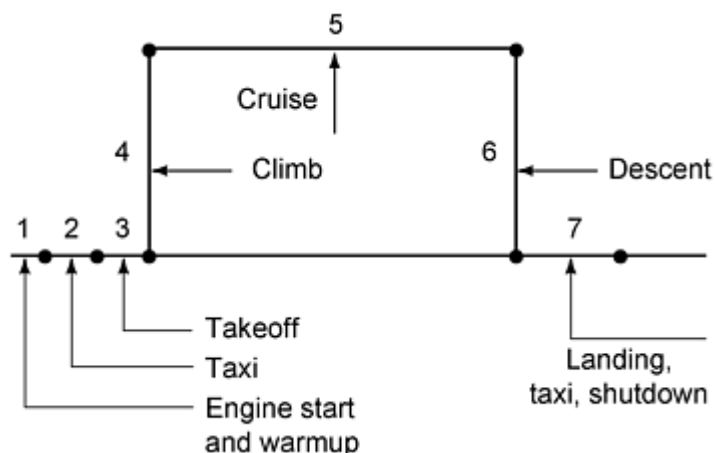 5
Cruise
4
Climb
6
Descent
1 2 3
7
Takeoff
Taxi
Engine start
and warmup
Landing,
taxi, shutdown